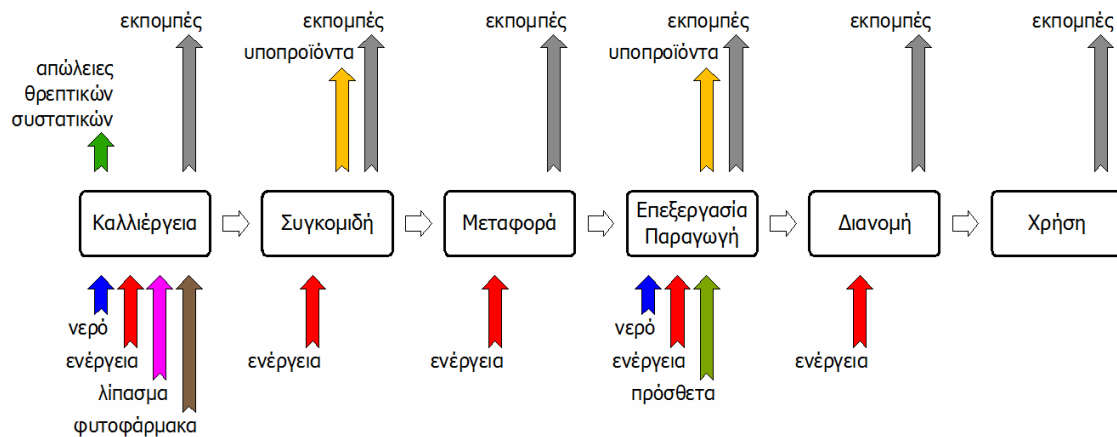 εκπομπές
εκπομπές
εκπομπές
εκπομπές
εκπομπές
εκπομπές
υποπροϊόντα
υποπροϊόντα
απώλειες
θρεπτικών
συστατικών
Καλλιέργεια
Συγκομιδή
Μεταφορά
Επεξεργασία
Παραγωγή
Διανομή
Χρήση
νερό
ενέργεια
λίπασμα
φυτοφάρμακα
ενέργεια
ενέργεια
νερό
ενέργεια
πρόσθετα
ενέργεια